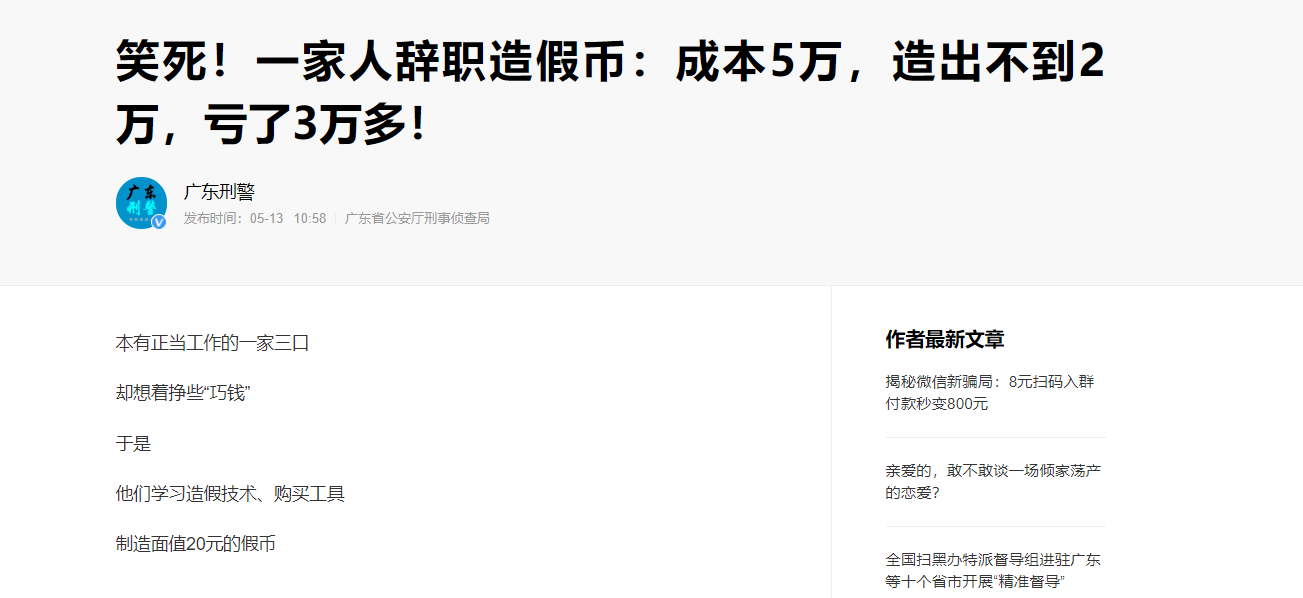 笑死！一家人辞职造假币：成本5万，造出不到2
万，亏了3万多！
广东
刑警
广东刑警
发布时间：05-13 10:58 广东省公安厅刑事侦查局
本有正当工作的一家三口
却想着挣些“巧钱”
于是
他们学习造假技术、购买工具
制造面值20元的假币
作者最新文章
揭秘微信新骗局：8元扫码入群
付款秒变800元
亲爱的，敢不敢谈一场倾家荡产
的恋爱？
全国扫黑办特派督导组进驻广东
等十个省市开展“精准督导”